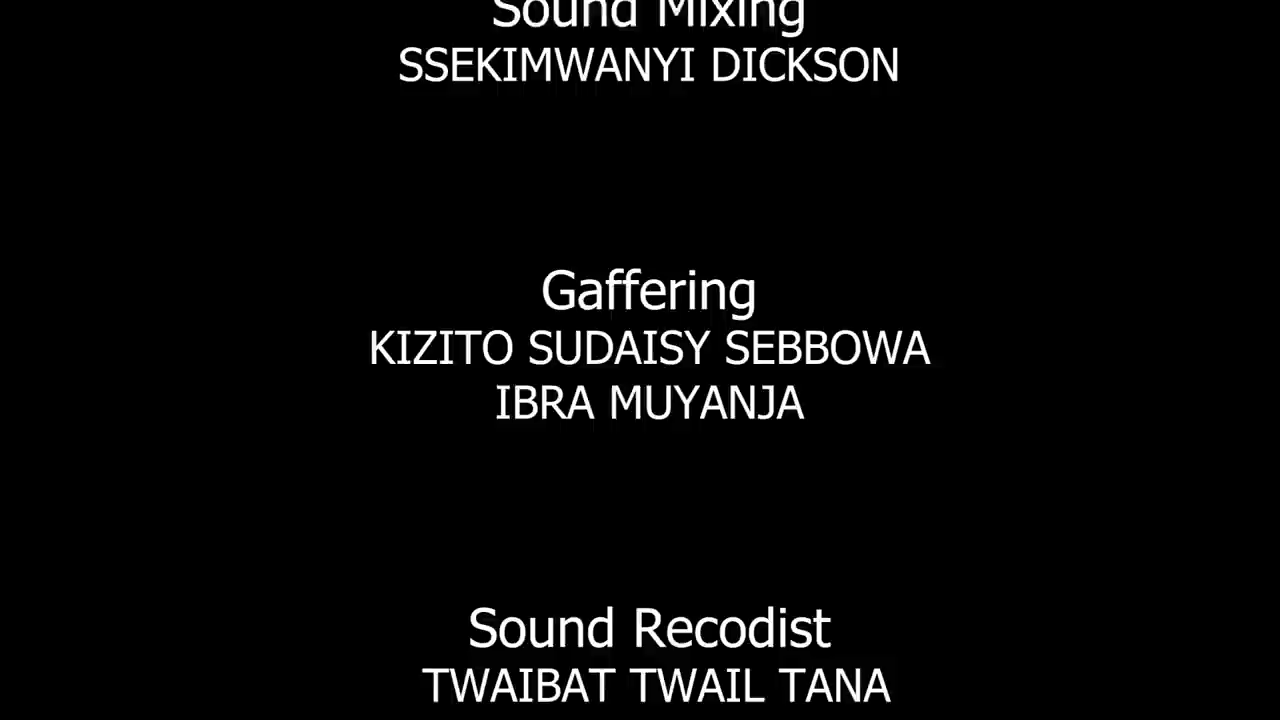 Sound Mixing
SSEKIMWANYI DICKSON
Gaffering
KIZITO SUDAISY SEBBOWA
IBRA MUYANJA
Sound Recodist
TWAIBAT TWAIL TANA